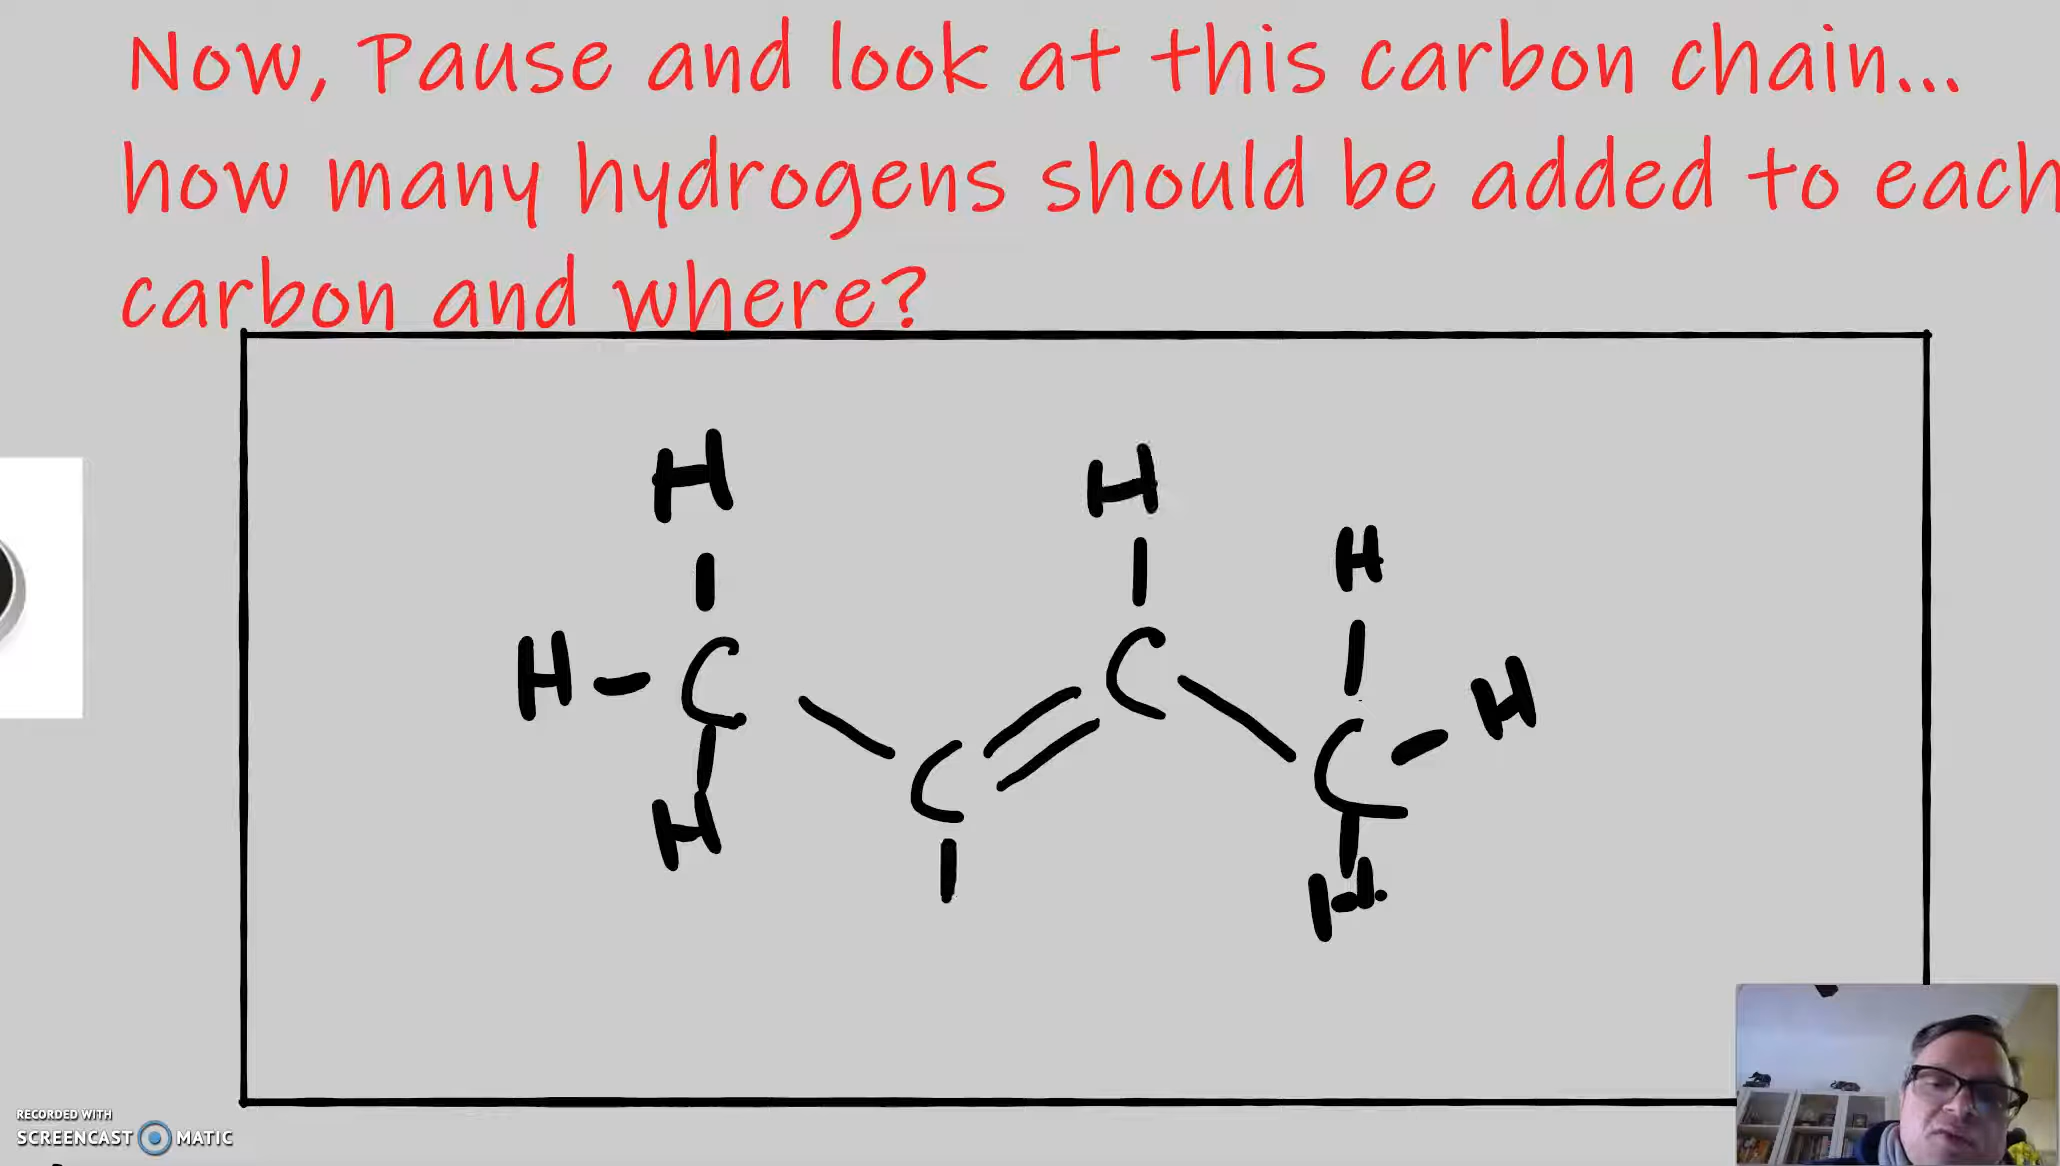 Now, Pause and look at this carbon chain...
how many hydrogens should be added to each
carbon and where?
H
H
H
H - C
C
H
C
C
H
H
RECORDED WITH
SCREENCAST MATIC